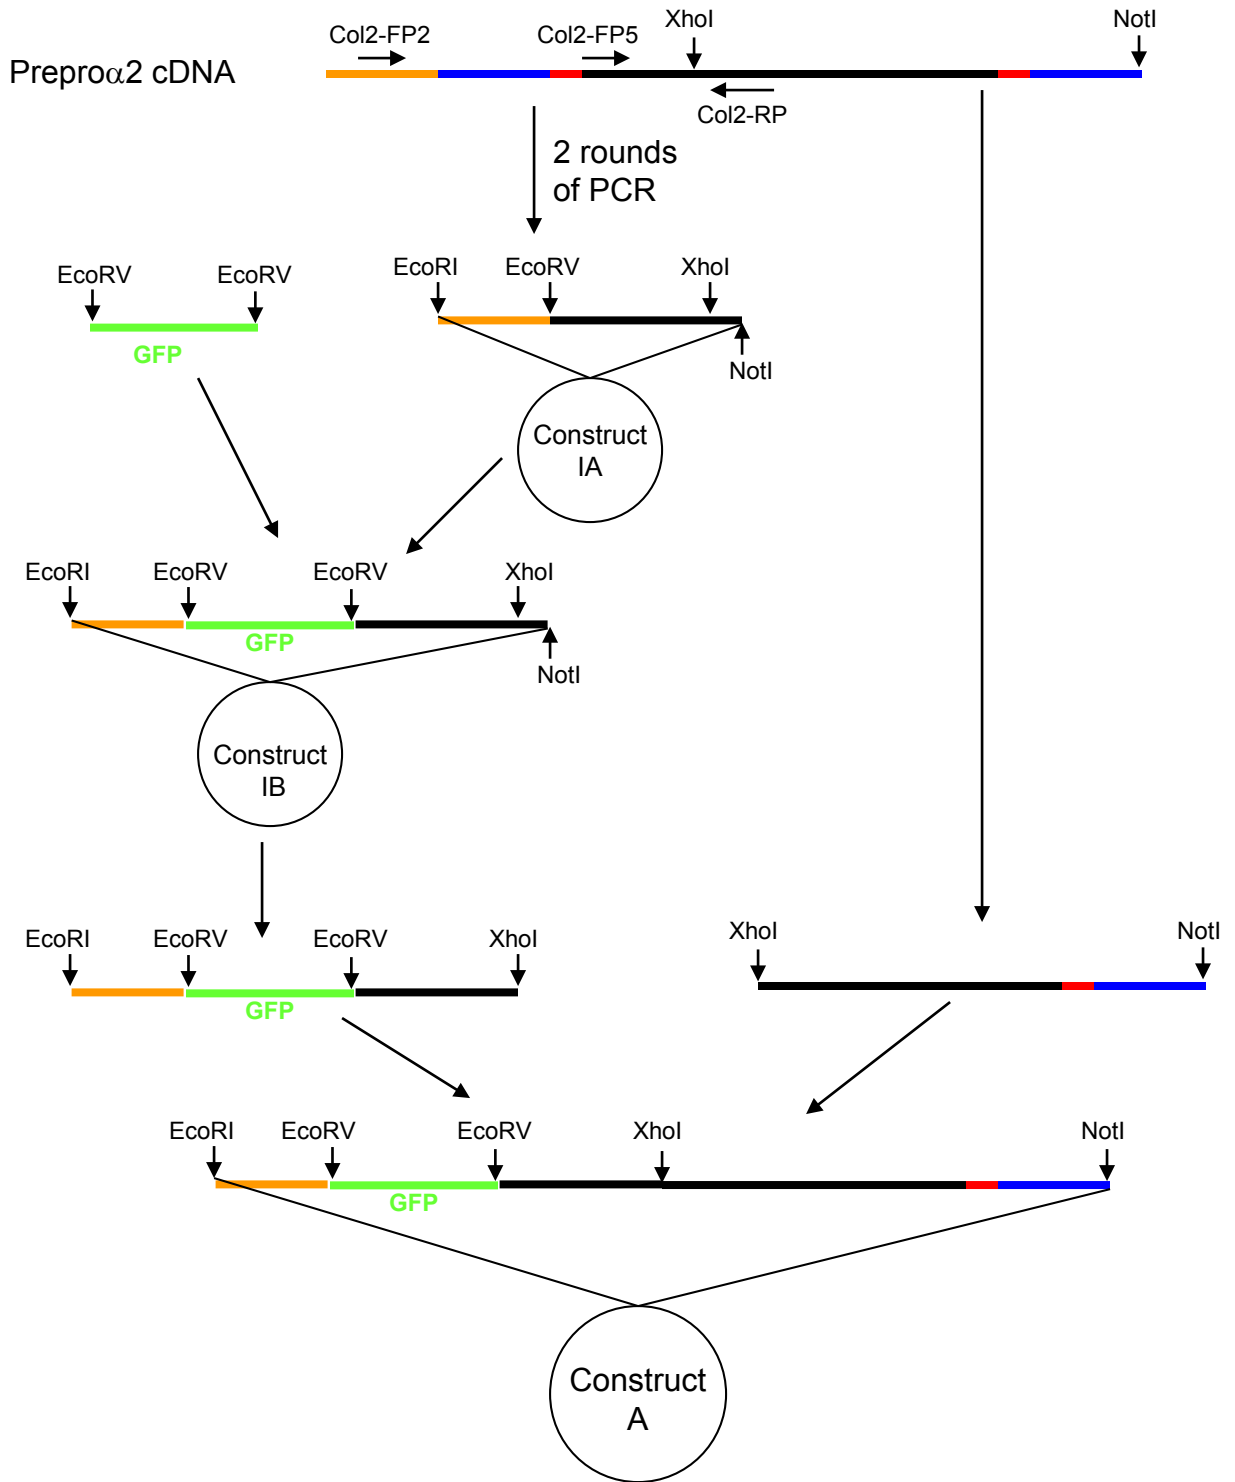 XhoI
NotI
Col2-FP2
Col2-FP5
Preproα2 cDNA
Col2-RP
2 rounds
of PCR
EcoRV
EcoRV
EcoRI
EcoRV
XhoI
GFP
NotI
Construct
IA
EcoRI
EcoRV
EcoRV
XhoI
GFP
NotI
Construct
IB
EcoRI
EcoRV
EcoRV
XhoI
XhoI
NotI
GFP
EcoRI
EcoRV
EcoRV
XhoI
NotI
GFP
Construct
A